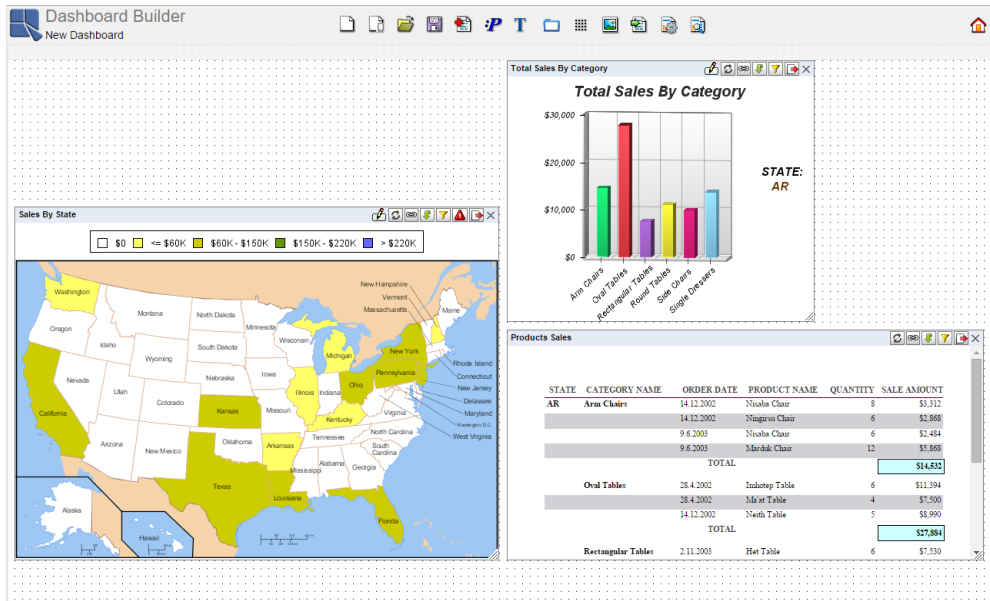 Dashboard Builder
New Dashboard
:P T
Total Sales By Category
Total Sales By Category
$30,000
$20,000
$10,000
$0
Arm Chairs
Oval Tables
Rectangular Tables
Round Tables
Side Chairs
Single Dressers
STATE:
AR
Sales By State
$0 <= $60K $60K - $150K $150K - $220K > $220K
Washington
Oregon
California
Nevada
Idaho
Montana
Wyoming
Utah
Colorado
Arizona
New Mexico
North Dakota
South Dakota
Nebraska
Kansas
Oklahoma
Texas
Minnesota
Iowa
Missouri
Arkansas
Louisiana
Wisconsin
Illinois
Michigan
Indiana
Ohio
Kentucky
Tennessee
Mississippi
Alabama
Georgia
Florida
South
Carolina
North Carolina
Virginia
Pennsylvania
New York
Maine
New Hampshire
Vermont
Massachusetts
Rhode Island
Connecticut
New Jersey
Delaware
Maryland
Washington D.C.
West Virginia
Alaska
Hawaii
Products Sales
STATE CATEGORY NAME ORDER DATE PRODUCT NAME QUANTITY SALE AMOUNT
AR Arm Chairs 14.12.2002 Nisaba Chair 8 $3,312
14.12.2002 Ningirsu Chair 6 $2,868
9.6.2003 Nisaba Chair 6 $2,484
9.6.2003 Marduk Chair 12 $5,868
TOTAL $14,532
Oval Tables 28.4.2002 Imhotep Table 6 $11,394
28.4.2002 Ma'at Table 4 $7,500
14.12.2002 Neith Table 5 $8,990
TOTAL $27,884
Rectangular Tables 2.11.2003 Het Table 6 $7,530